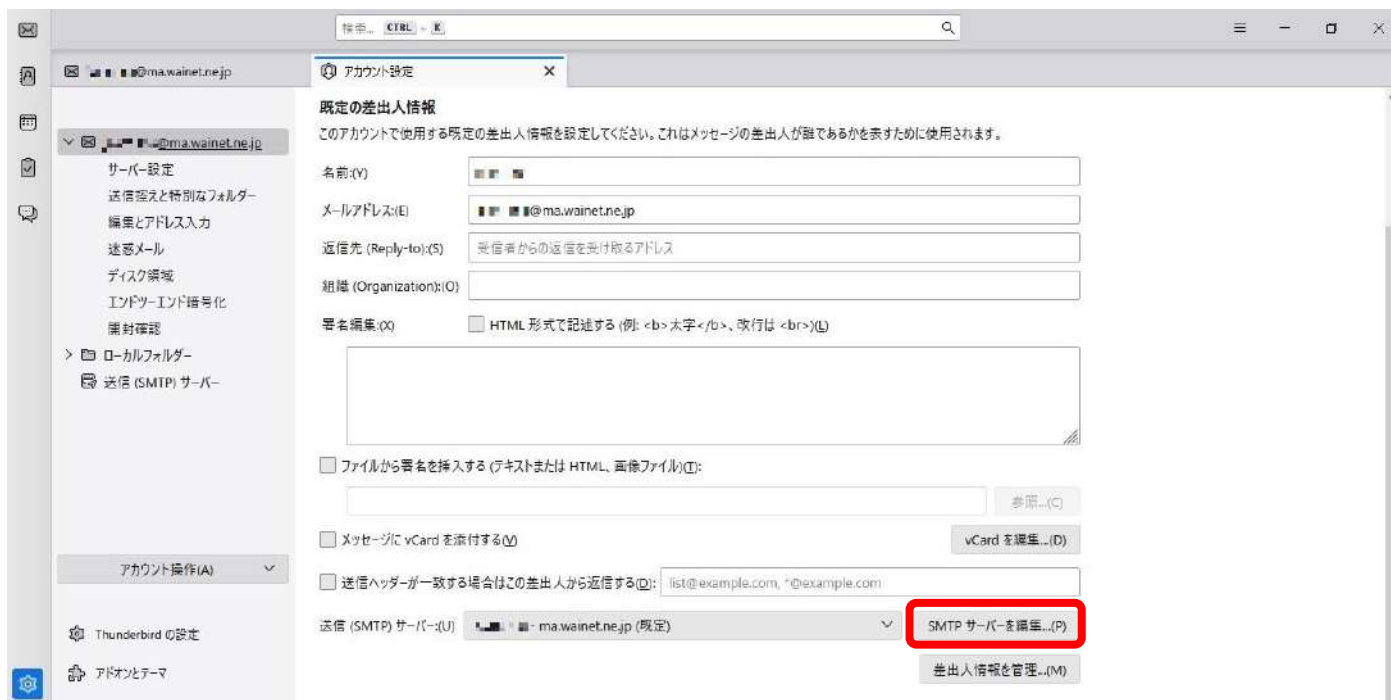 検索... CTRL + K
@ma.wainet.ne.jp
アカウント設定
既定の差出人情報
このアカウントで使用する既定の差出人情報を設定してください。これはメッセージの差出人が誰であるかを表すために使用されます。
@ma.wainet.ne.jp
サーバー設定
送信控えと特別なフォルダー
編集とアドレス入力
迷惑メール
ディスク領域
エンドツーエンド暗号化
開封確認
ローカルフォルダー
送信 (SMTP) サーバー
アカウント操作(A)
Thunderbird の設定
アドオンとテーマ
名前:(Y)
メールアドレス:(E) @ma.wainet.ne.jp
返信先 (Reply-to):(S) 受信者からの返信を受け取るアドレス
組織 (Organization):(O)
署名編集:(X) HTML 形式で記述する (例: <b>太字</b>、改行は <br>)(L)
ファイルから署名を挿入する (テキストまたは HTML、画像ファイル)(T):
参照...(C)
メッセージに vCard を添付する(V) vCard を編集...(D)
送信ヘッダーが一致する場合はこの差出人から返信する(D): list@example.com, *@example.com
送信 (SMTP) サーバー:(U) - ma.wainet.ne.jp (既定) SMTP サーバーを編集...(P)
差出人情報を管理...(M)